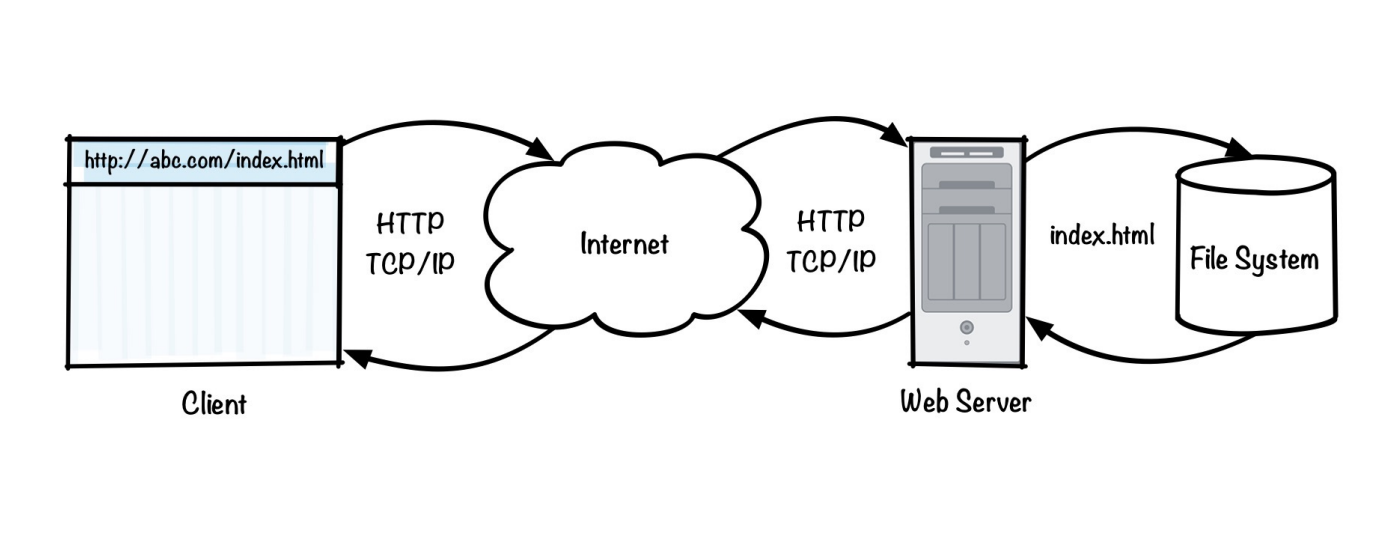 http://abc.com/index.html
HTTP
TCP/IP
Internet
HTTP
TCP/IP
index.html
File System
Client
Web Server